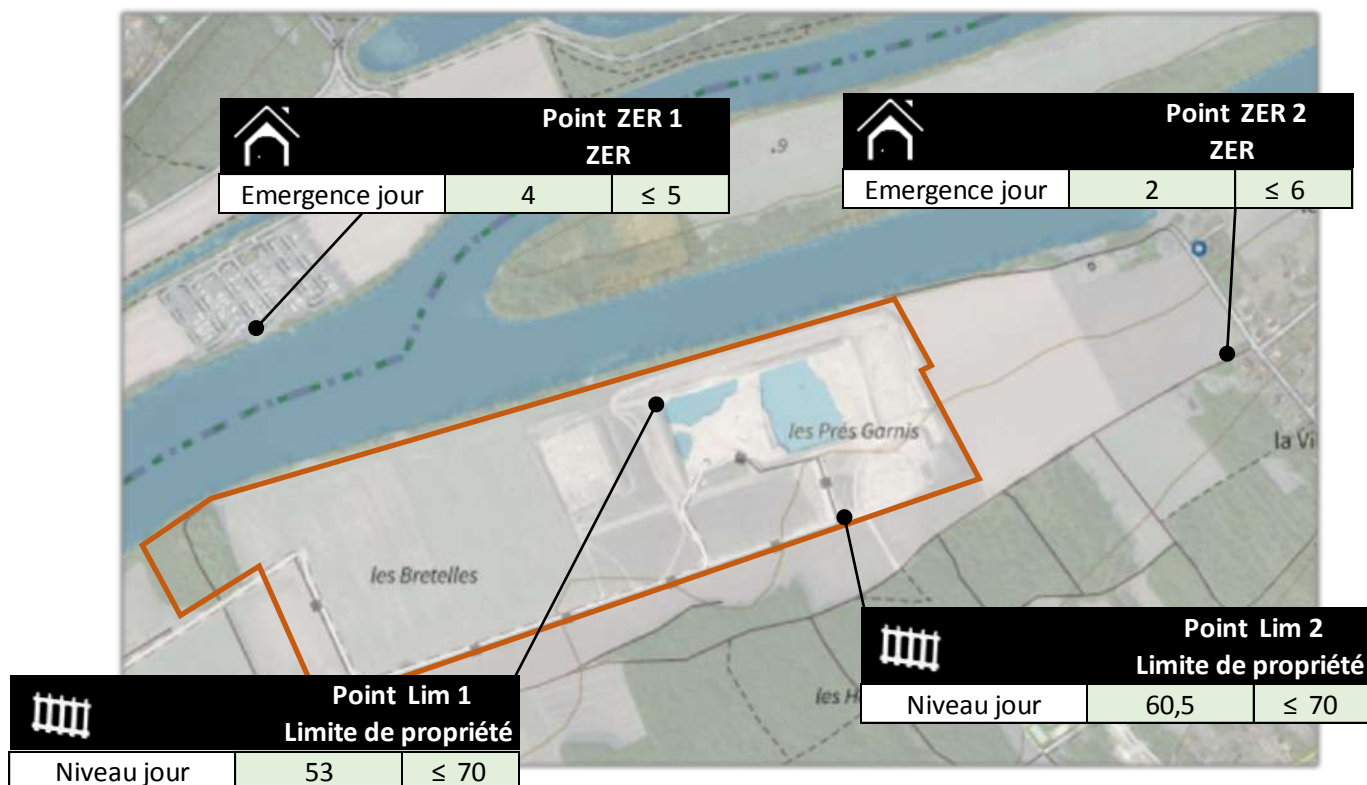 Point ZER 1
ZER
Emergence jour 4 ≤ 5
Point ZER 2
ZER
Emergence jour 2 ≤ 6
9
les Prés Garnis
la Vi
les Bretelles
Point Lim 2
Limite de propriété
Niveau jour 60,5 ≤ 70
les H
Point Lim 1
Limite de propriété
Niveau jour 53 ≤ 70